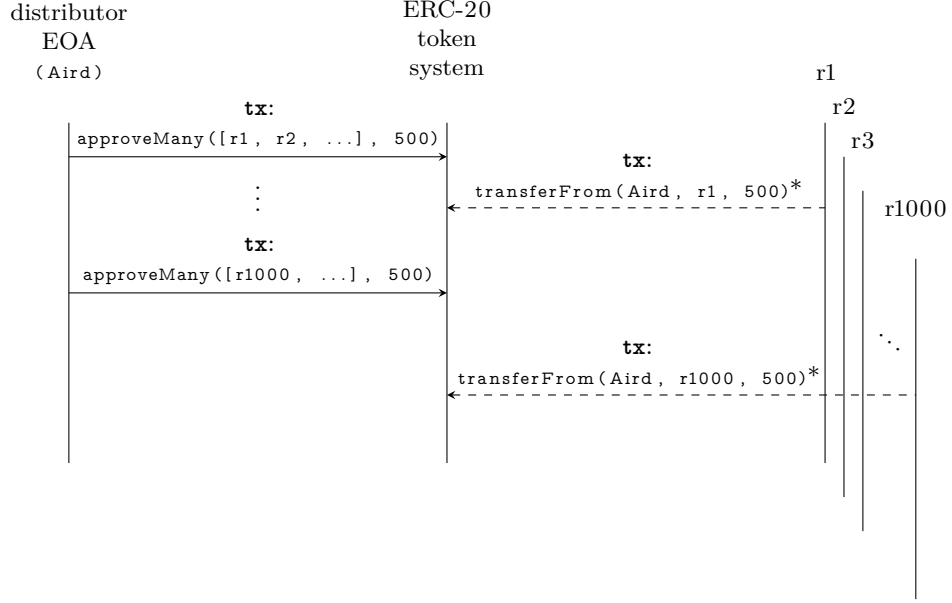 distributor
EOA
(Aird)
ERC-20
token
system
r1
r2
r3
r1000
tx:
approveMany([r1, r2, ...], 500)
⋮
tx:
transferFrom(Aird, r1, 500)*
tx:
approveMany([r1000, ...], 500)
⋱
tx:
transferFrom(Aird, r1000, 500)*